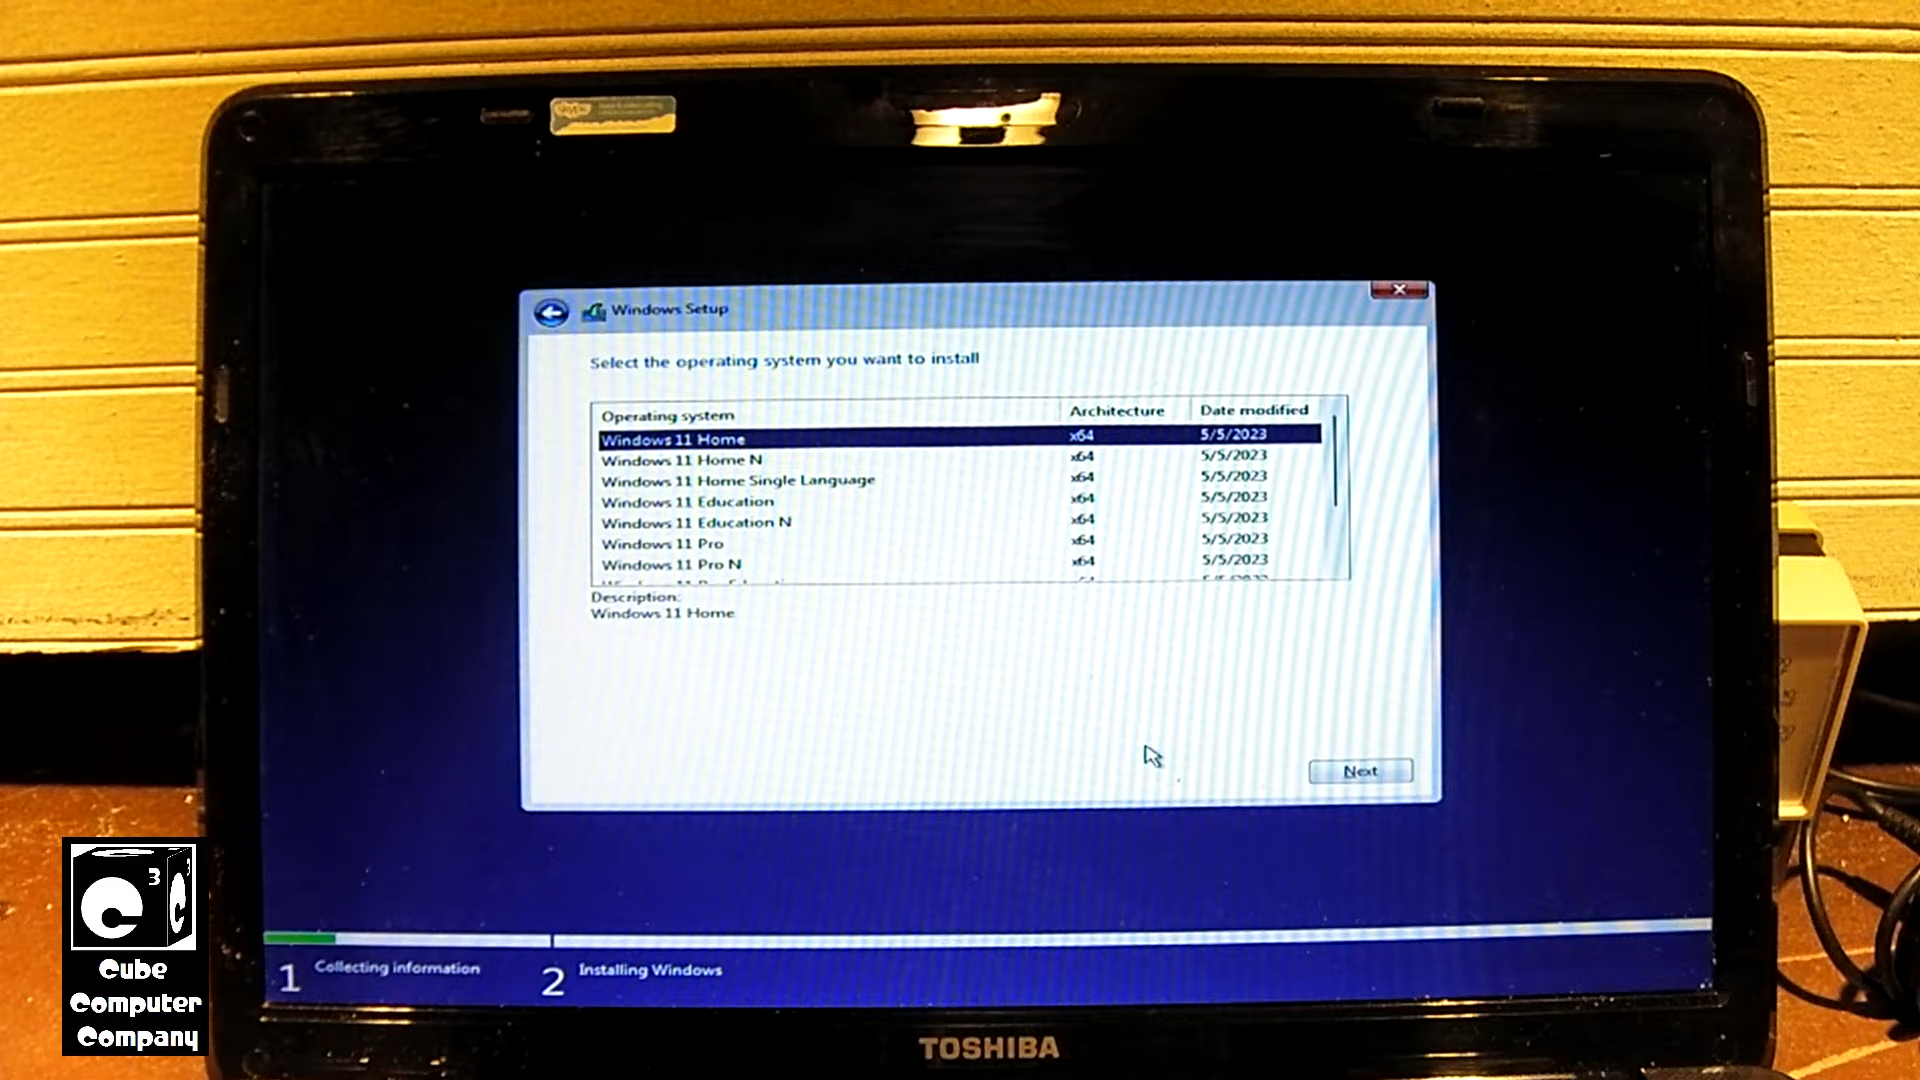 Windows Setup
Select the operating system you want to install
Operating system Architecture Date modified
Windows 11 Home x64 5/5/2023
Windows 11 Home N x64 5/5/2023
Windows 11 Home Single Language x64 5/5/2023
Windows 11 Education x64 5/5/2023
Windows 11 Education N x64 5/5/2023
Windows 11 Pro x64 5/5/2023
Windows 11 Pro N x64 5/5/2023
Description:
Windows 11 Home
Next
1 Collecting information 2 Installing Windows
TOSHIBA
C 3
C 3
Cube
Computer
Company